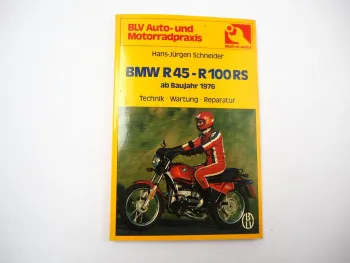 BLV Auto- und
Motorradpraxis
Hans-Jürgen Schneider
BMW R 45 - R 100 RS
ab Baujahr 1976
Technik · Wartung · Reparatur